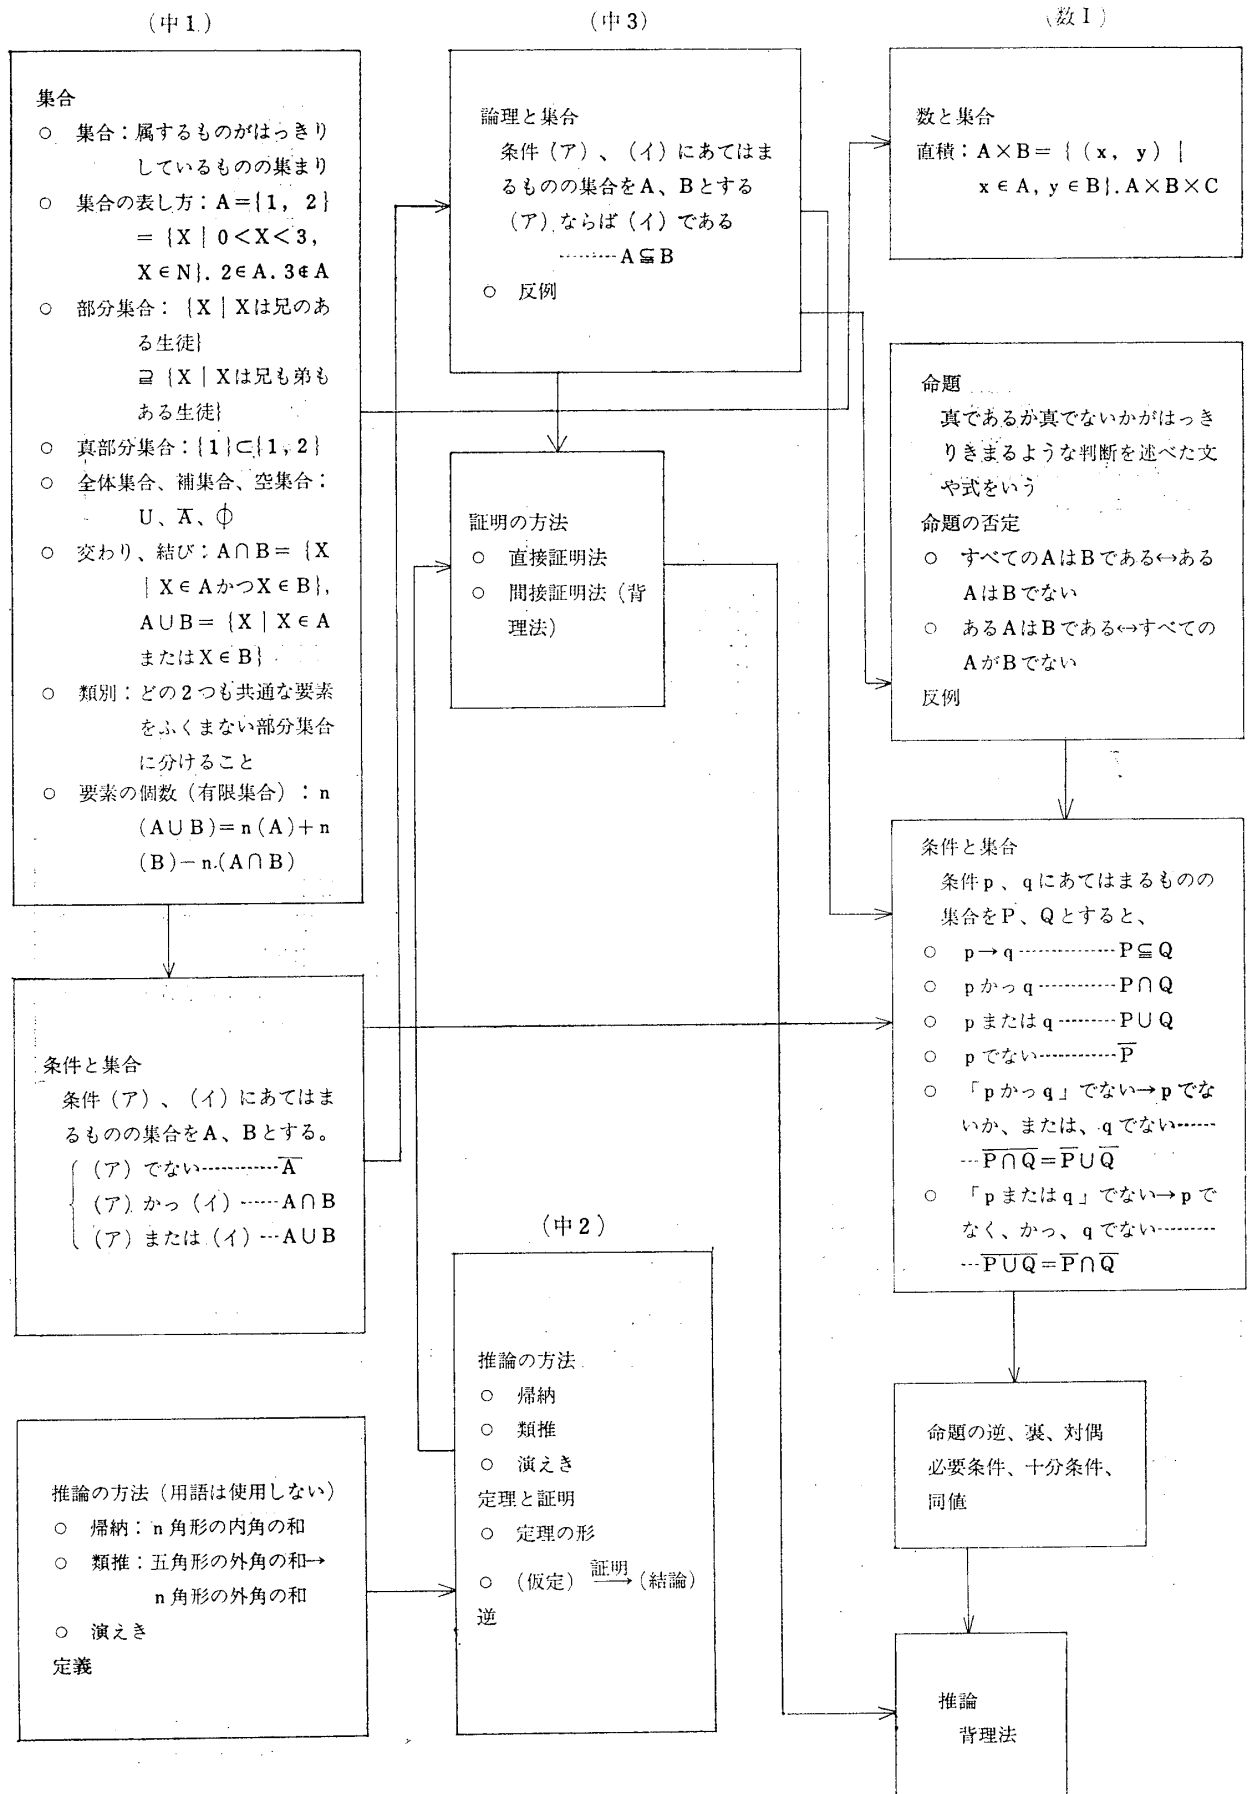 (中1)
集合
○ 集合：属するものがはっきり
しているものの集まり
○ 集合の表し方：A={1, 2}
= {X | 0<X<3,
X∈N}. 2∈A. 3∉A
○ 部分集合： {X | Xは兄のあ
る生徒}
⊇ {X | Xは兄も弟も
ある生徒}
○ 真部分集合：{1}⊂{1, 2}
○ 全体集合、補集合、空集合：
U、A̅、ϕ
○ 交わり、結び：A∩B= {X
| X∈AかつX∈B},
A∪B= {X | X∈A
またはX∈B}
○ 類別：どの2つも共通な要素
をふくまない部分集合
に分けること
○ 要素の個数（有限集合）：n
(A∪B)=n(A)+n
(B)-n(A∩B)
条件と集合
条件（ア）、（イ）にあてはま
るものの集合をA、Bとする。
（ア）でない…………A̅
（ア）かっ（イ）……A∩B
（ア）または（イ）…A∪B
推論の方法（用語は使用しない）
○ 帰納：n角形の内角の和
○ 類推：五角形の外角の和→
n角形の外角の和
○ 演えき
定義
(中3)
論理と集合
条件（ア）、（イ）にあてはま
るものの集合をA、Bとする
（ア）ならば（イ）である
………A⊆B
○ 反例
証明の方法
○ 直接証明法
○ 間接証明法（背
理法）
(中2)
推論の方法
○ 帰納
○ 類推
○ 演えき
定理と証明
○ 定理の形
証明
○ （仮定）⟶（結論）
逆
(数I)
数と集合
直積：A×B= { (x, y) |
x∈A, y∈B}. A×B×C
命題
真であるか真でないかがはっき
りきまるような判断を述べた文
や式をいう
命題の否定
○ すべてのAはBである↔ある
AはBでない
○ あるAはBである↔すべての
AがBでない
反例
条件と集合
条件p、qにあてはまるものの
集合をP、Qとすると、
○ p→q……………P⊆Q
○ pかっq…………P∩Q
○ pまたはq………P∪Q
○ pでない…………P̅
○ 「pかっq」でない→pでな
いか、または、qでない……
…P̅∩̅Q̅=P̅∪Q̅
○ 「pまたはq」でない→pで
なく、かっ、qでない………
…P̅∪̅Q̅=P̅∩Q̅
命題の逆、裏、対偶
必要条件、十分条件、
同値
推論
背理法